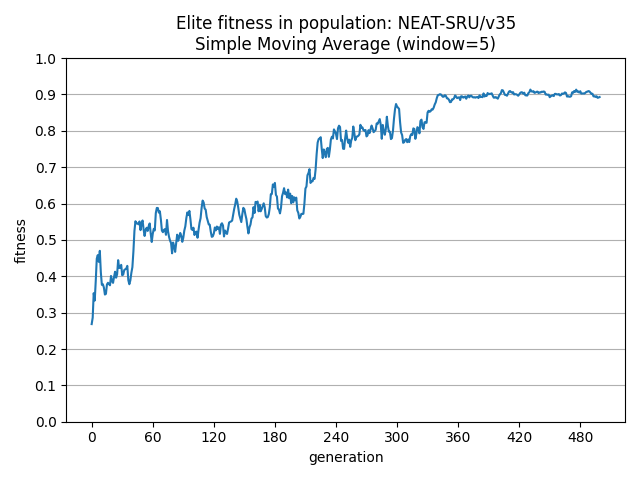 Elite fitness in population: NEAT-SRU/v35
Simple Moving Average (window=5)
fitness
1.0
0.9
0.8
0.7
0.6
0.5
0.4
0.3
0.2
0.1
0.0
0 60 120 180 240 300 360 420 480
generation